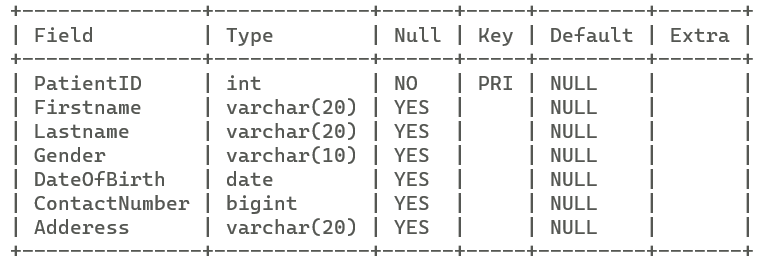 +---------------+-------------+------+-----+---------+-------+
| Field         | Type        | Null | Key | Default | Extra |
+---------------+-------------+------+-----+---------+-------+
| PatientID     | int         | NO   | PRI | NULL    |       |
| Firstname     | varchar(20) | YES  |     | NULL    |       |
| Lastname      | varchar(20) | YES  |     | NULL    |       |
| Gender        | varchar(10) | YES  |     | NULL    |       |
| DateOfBirth   | date        | YES  |     | NULL    |       |
| ContactNumber | bigint      | YES  |     | NULL    |       |
| Adderess      | varchar(20) | YES  |     | NULL    |       |
+---------------+-------------+------+-----+---------+-------+